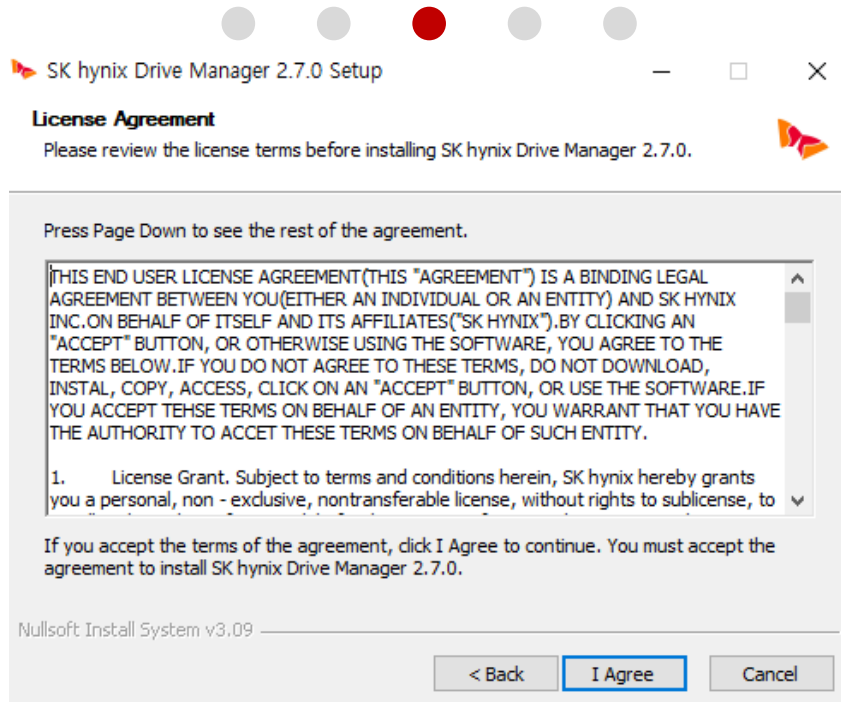 SK hynix Drive Manager 2.7.0 Setup
License Agreement
Please review the license terms before installing SK hynix Drive Manager 2.7.0.
Press Page Down to see the rest of the agreement.
THIS END USER LICENSE AGREEMENT(THIS "AGREEMENT") IS A BINDING LEGAL
AGREEMENT BETWEEN YOU(EITHER AN INDIVIDUAL OR AN ENTITY) AND SK HYNIX
INC.ON BEHALF OF ITSELF AND ITS AFFILIATES("SK HYNIX").BY CLICKING AN
"ACCEPT" BUTTON, OR OTHERWISE USING THE SOFTWARE, YOU AGREE TO THE
TERMS BELOW.IF YOU DO NOT AGREE TO THESE TERMS, DO NOT DOWNLOAD,
INSTAL, COPY, ACCESS, CLICK ON AN "ACCEPT" BUTTON, OR USE THE SOFTWARE.IF
YOU ACCEPT TEHSE TERMS ON BEHALF OF AN ENTITY, YOU WARRANT THAT YOU HAVE
THE AUTHORITY TO ACCET THESE TERMS ON BEHALF OF SUCH ENTITY.
1. License Grant. Subject to terms and conditions herein, SK hynix hereby grants
you a personal, non - exclusive, nontransferable license, without rights to sublicense, to
If you accept the terms of the agreement, click I Agree to continue. You must accept the
agreement to install SK hynix Drive Manager 2.7.0.
Nullsoft Install System v3.09
< Back
I Agree
Cancel